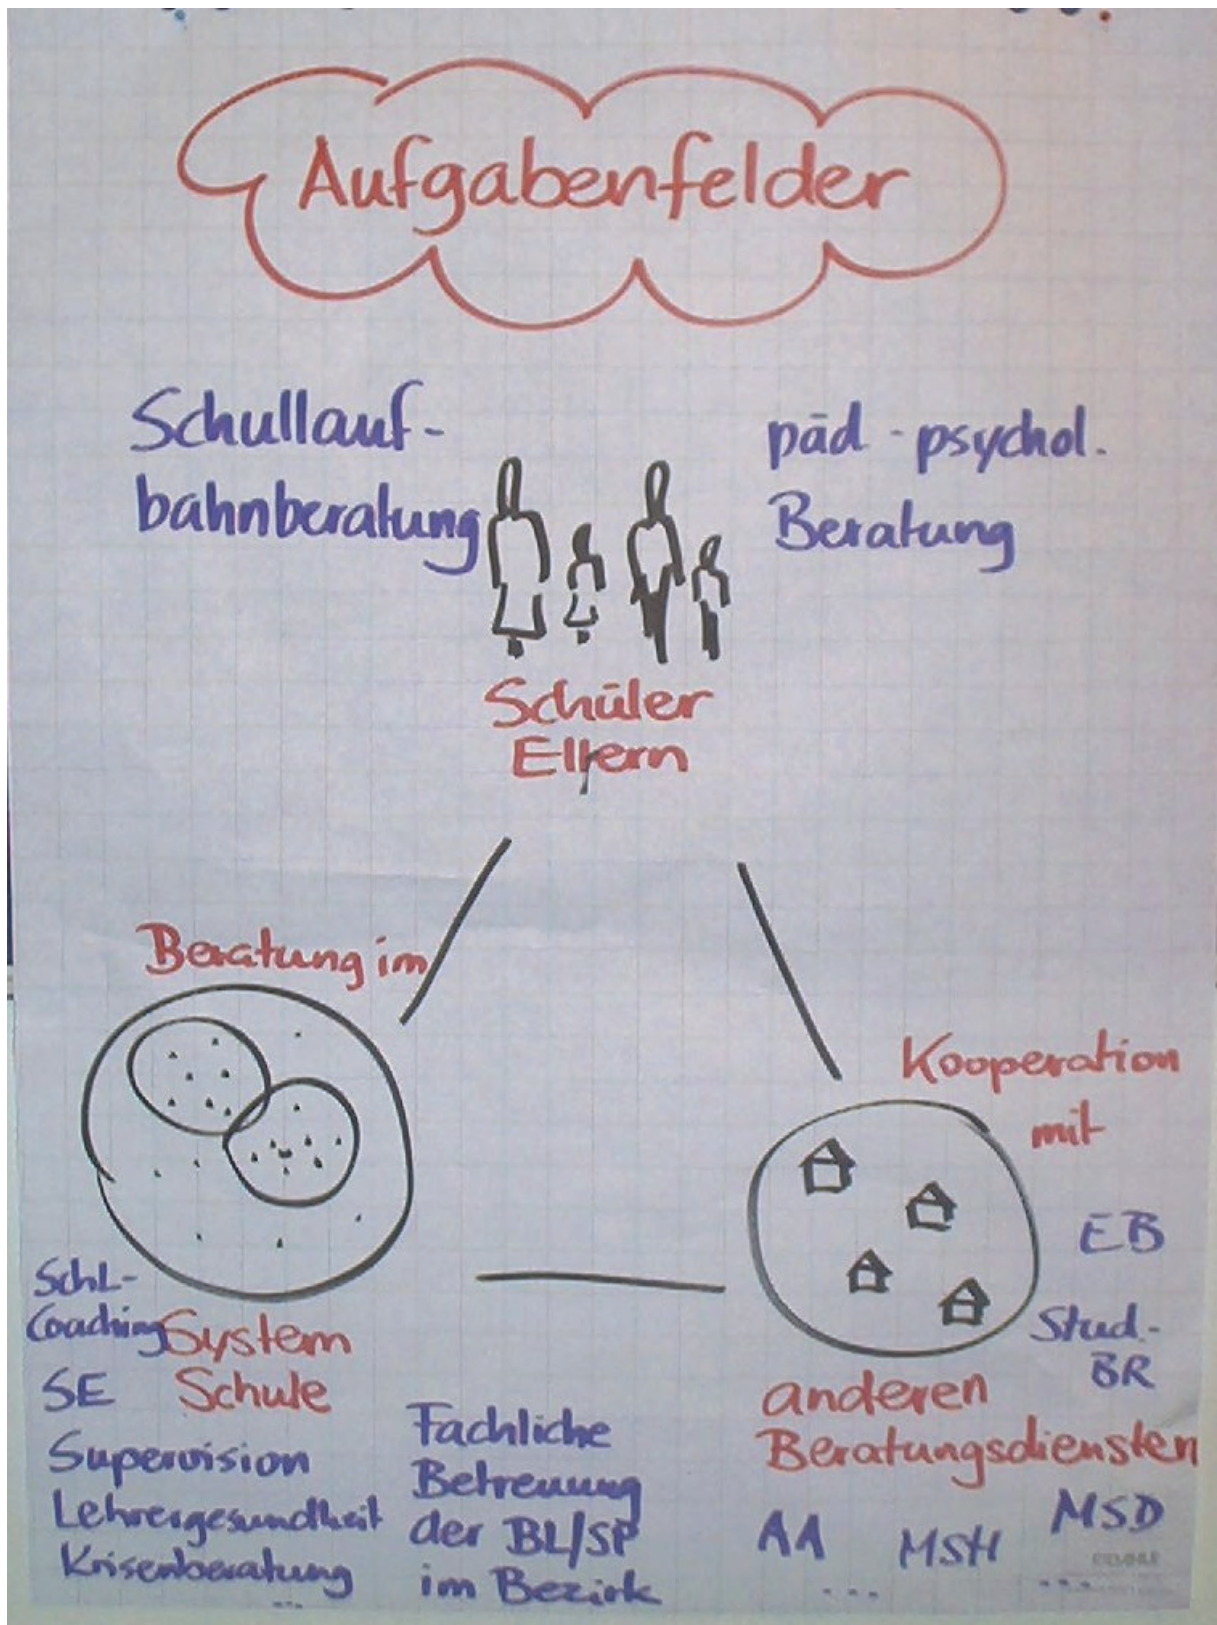 Aufgabenfelder
Schullauf-
bahnberatung
päd - psychol.
Beratung
Schüler
Eltern
Beratung im
System
Schule
Schl-
Coaching
SE
Supervision
Lehrergesundheit
Krisenberatung
...
Fachliche
Betreuung
der BL/SP
im Bezirk
Kooperation
mit
anderen
Beratungsdiensten
EB
Stud.-
BR
AA
MSH
MSD
...
...